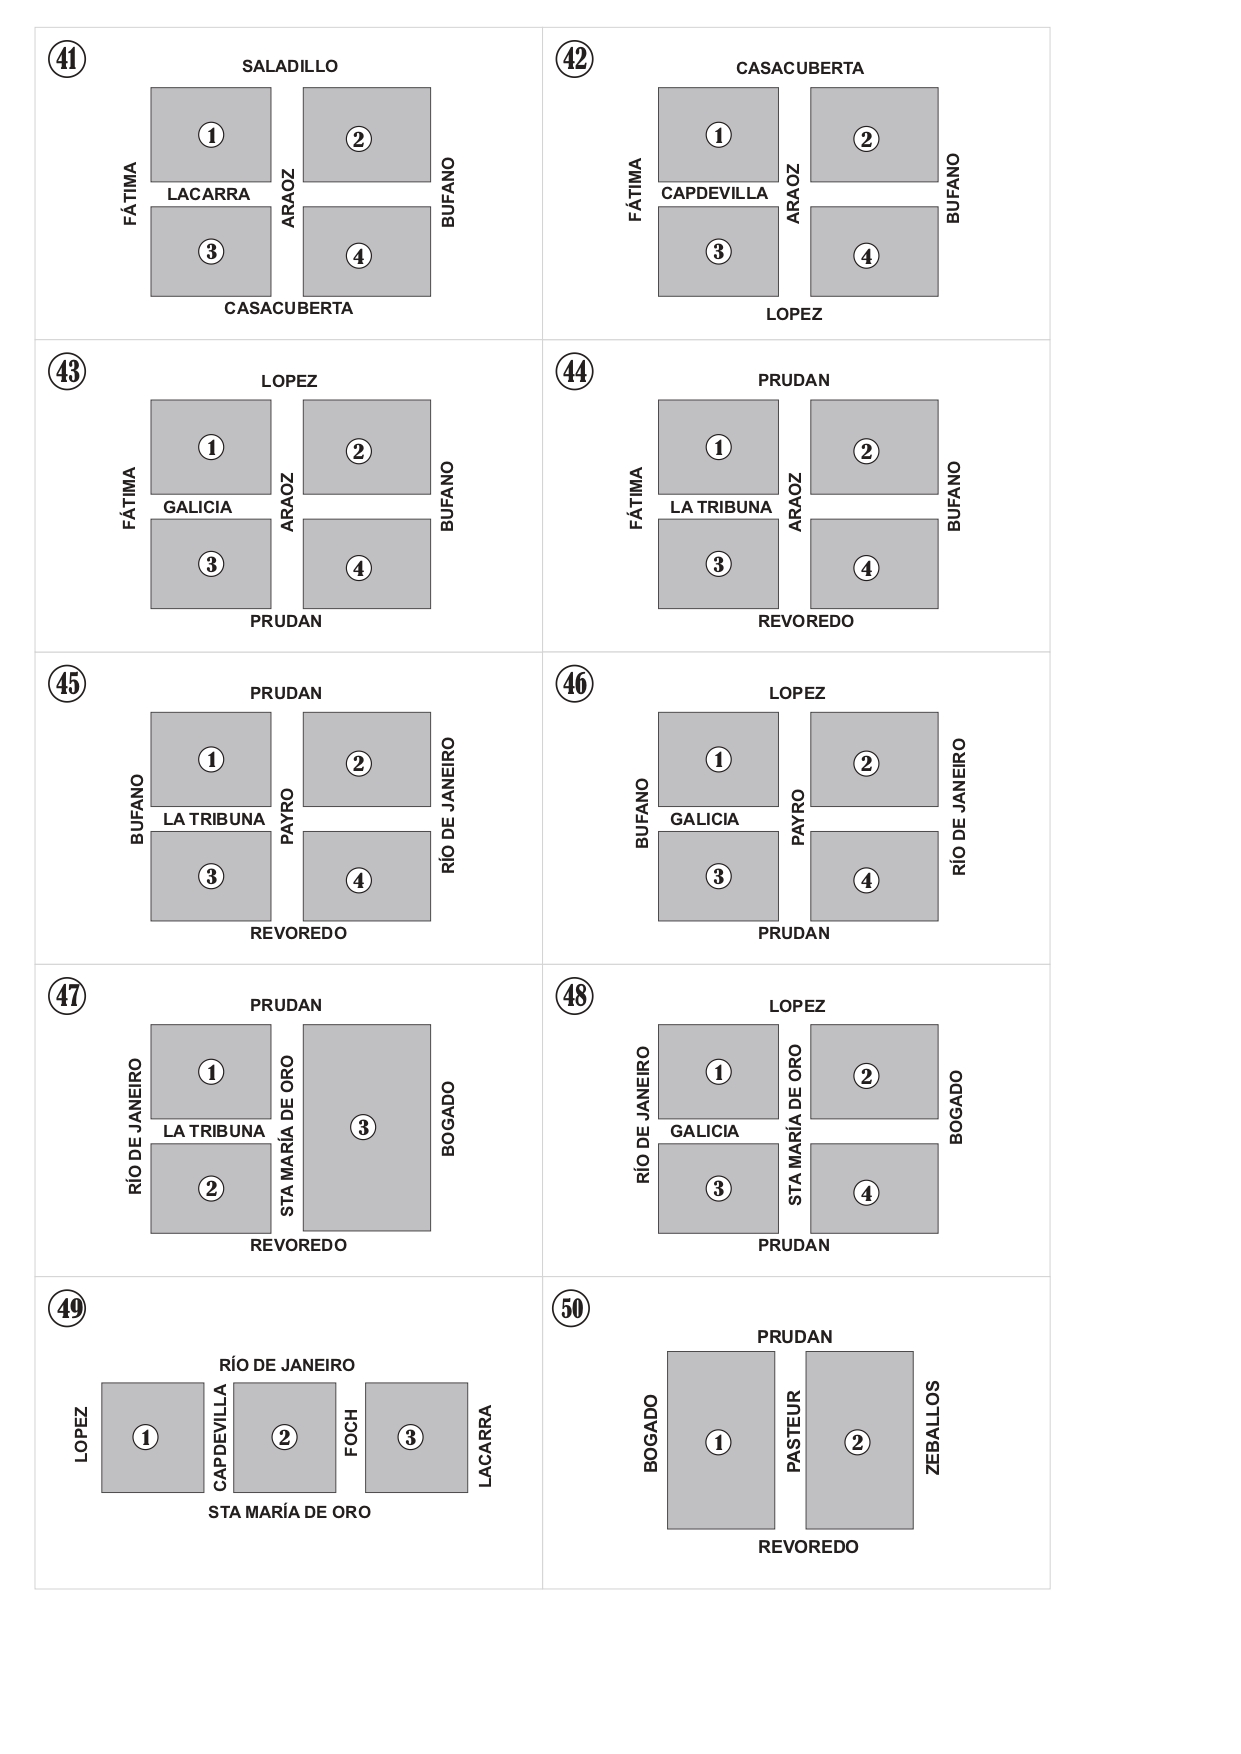 41
SALADILLO
1
2
FÁTIMA
LACARRA
ARAOZ
BUFANO
3
4
CASACUBERTA
42
CASACUBERTA
1
2
FÁTIMA
CAPDEVILLA
ARAOZ
BUFANO
3
4
LOPEZ
43
LOPEZ
1
2
FÁTIMA
GALICIA
ARAOZ
BUFANO
3
4
PRUDAN
44
PRUDAN
1
2
FÁTIMA
LA TRIBUNA
ARAOZ
BUFANO
3
4
REVOREDO
45
PRUDAN
1
2
BUFANO
LA TRIBUNA
PAYRO
RÍO DE JANEIRO
3
4
REVOREDO
46
LOPEZ
1
2
BUFANO
GALICIA
PAYRO
RÍO DE JANEIRO
3
4
PRUDAN
47
PRUDAN
1
RÍO DE JANEIRO
LA TRIBUNA
STA MARÍA DE ORO
3
BOGADO
2
REVOREDO
48
LOPEZ
1
2
RÍO DE JANEIRO
GALICIA
STA MARÍA DE ORO
BOGADO
3
4
PRUDAN
49
RÍO DE JANEIRO
LOPEZ
1
CAPDEVILLA
2
FOCH
3
LACARRA
STA MARÍA DE ORO
50
PRUDAN
BOGADO
1
PASTEUR
2
ZEBALLOS
REVOREDO